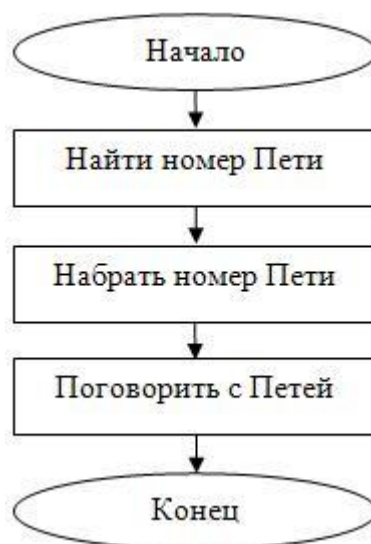 Начало
Найти номер Пети
Набрать номер Пети
Поговорить с Петей
Конец